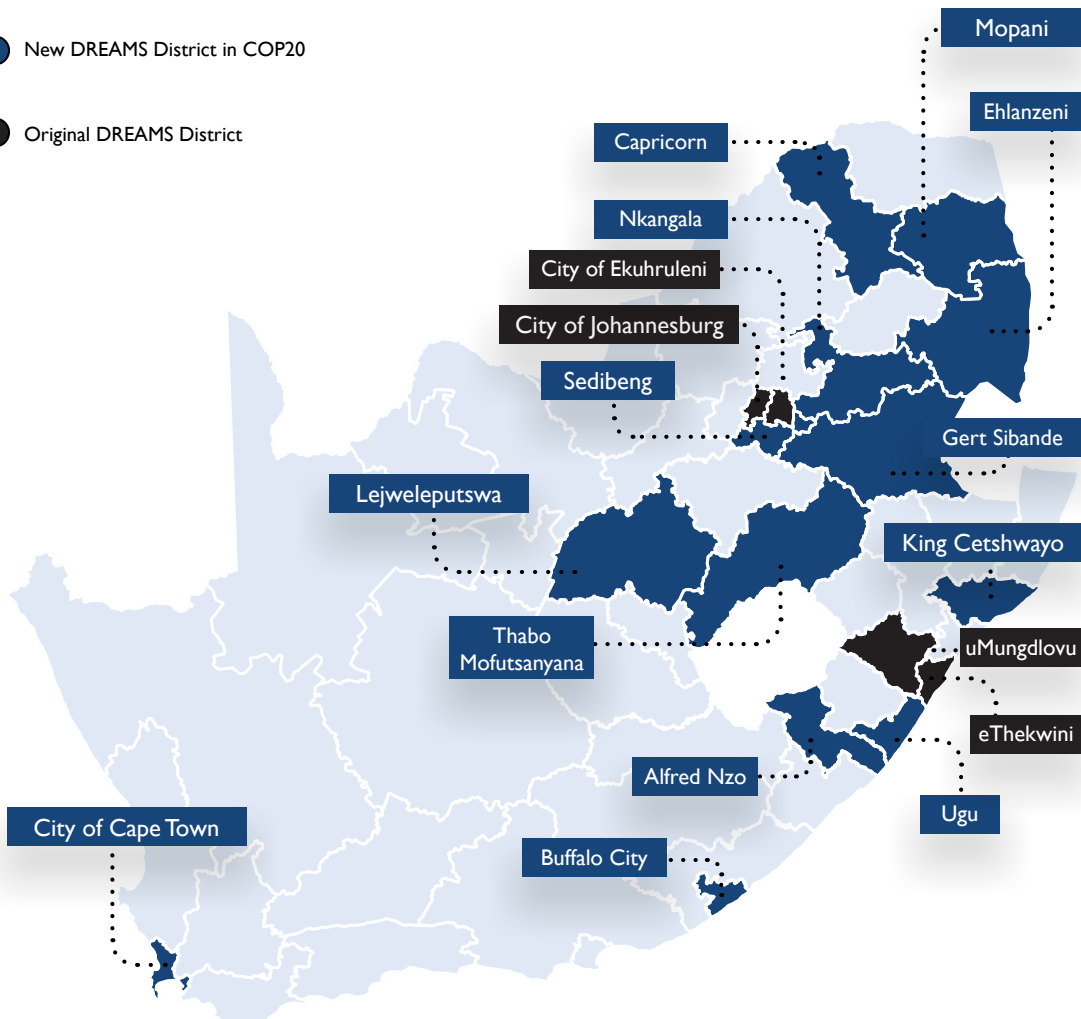 New DREAMS District in COP20
Original DREAMS District
Mopani
Ehlanzeni
Capricorn
Nkangala
City of Ekuhruleni
City of Johannesburg
Sedibeng
Gert Sibande
Lejweleputswa
King Cetshwayo
Thabo
Mofutsanyana
uMungdlovu
eThekwini
Alfred Nzo
Ugu
City of Cape Town
Buffalo City